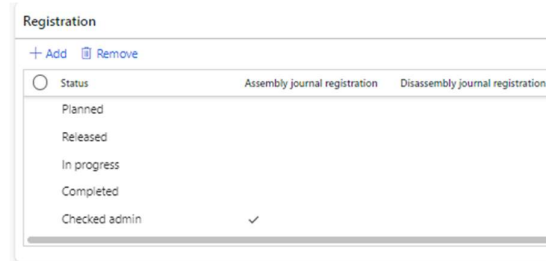 Registration
Add Remove
Status Assembly journal registration Disassembly journal registration
Planned
Released
In progress
Completed
Checked admin